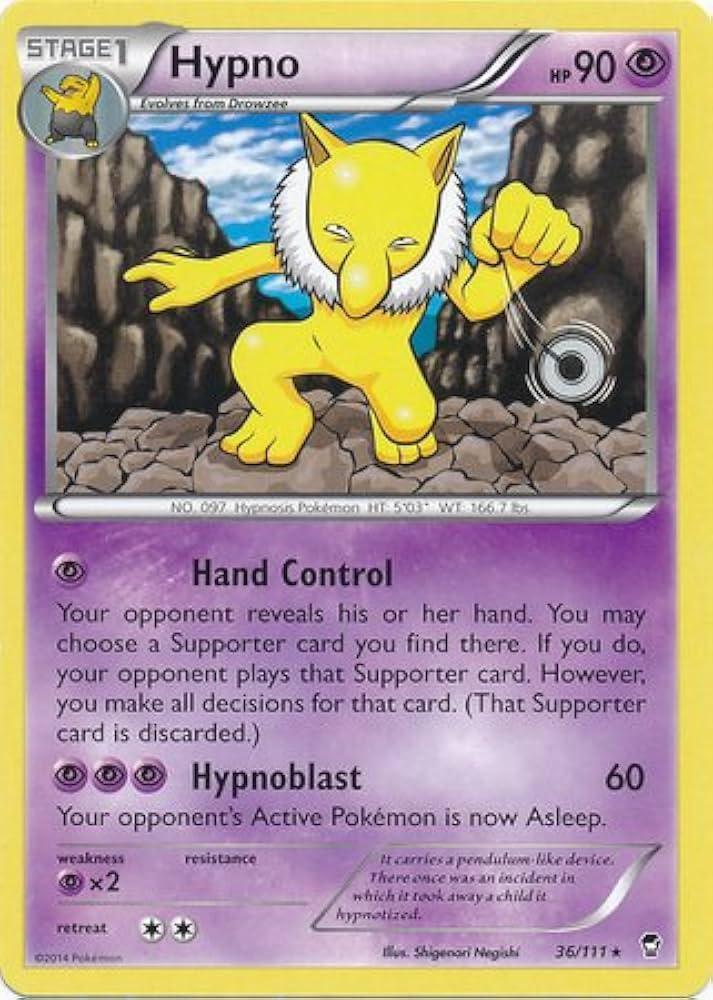 STAGE1
Hypno
HP 90
Evolves from Drowzee
NO. 097 Hypnosis Pokémon HT: 5'03" WT: 166.7 lbs.
Hand Control
Your opponent reveals his or her hand. You may
choose a Supporter card you find there. If you do,
your opponent plays that Supporter card. However,
you make all decisions for that card. (That Supporter
card is discarded.)
Hypnoblast 60
Your opponent's Active Pokémon is now Asleep.
weakness resistance
×2
It carries a pendulum-like device.
There once was an incident in
which it took away a child it
hypnotized.
retreat
Illus. Shigenori Negishi 36/111 ★
©2014 Pokémon